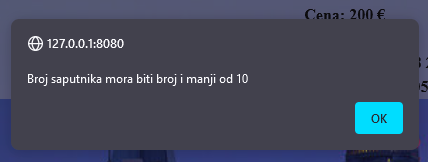 Cena: 200 €
127.0.0.1:8080
Broj saputnika mora biti broj i manji od 10
OK